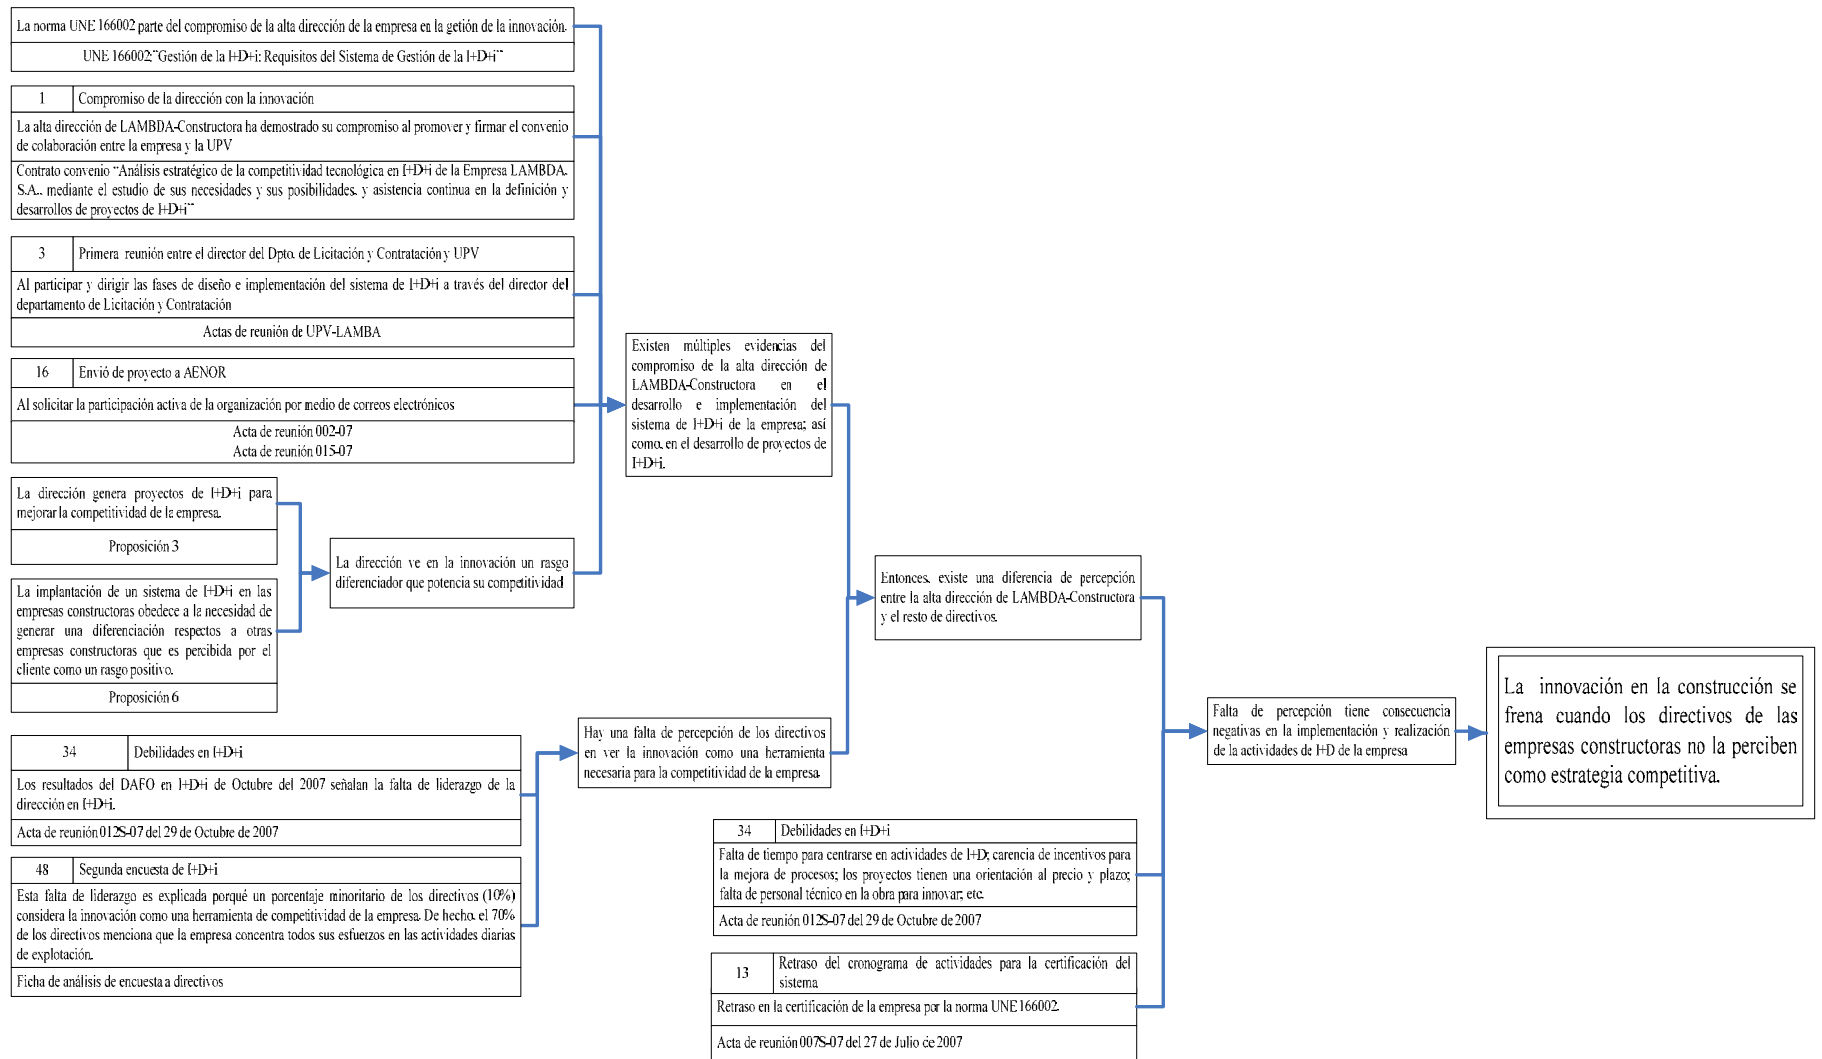 La norma UNE 166002 parte del compromiso de la alta dirección de la empresa en la getión de la innovación.
UNE 166002:¨Gestión de la I+D+i: Requisitos del Sistema de Gestión de la I+D+i¨
1 Compromiso de la dirección con la innovación
La alta dirección de LAMBDA-Constructora ha demostrado su compromiso al promover y firmar el convenio
de colaboración entre la empresa y la UPV
Contrato convenio ¨Análisis estratégico de la competitividad tecnológica en I+D+i de la Empresa LAMBDA,
S.A., mediante el estudio de sus necesidades y sus posibilidades, y asistencia continua en la definición y
desarrollos de proyectos de I+D+i¨
3 Primera reunión entre el director del Dpto. de Licitación y Contratación y UPV
Al participar y dirigir las fases de diseño e implementación del sistema de I+D+i a través del director del
departamento de Licitación y Contratación
Actas de reunión de UPV-LAMBA
16 Envió de proyecto a AENOR
Al solicitar la participación activa de la organización por medio de correos electrónicos
Acta de reunión 002-07
Acta de reunión 015-07
La dirección genera proyectos de I+D+i para
mejorar la competitividad de la empresa.
Proposición 3
La implantación de un sistema de I+D+i en las
empresas constructoras obedece a la necesidad de
generar una diferenciación respectos a otras
empresas constructoras que es percibida por el
cliente como un rasgo positivo.
Proposición 6
La dirección ve en la innovación un rasgo
diferenciador que potencia su competitividad
Existen múltiples evidencias del
compromiso de la alta dirección de
LAMBDA-Constructora en el
desarrollo e implementación del
sistema de I+D+i de la empresa; así
como, en el desarrollo de proyectos de
I+D+i.
34 Debilidades en I+D+i
Los resultados del DAFO en I+D+i de Octubre del 2007 señalan la falta de liderazgo de la
dirección en I+D+i.
Acta de reunión 012S-07 del 29 de Octubre de 2007
48 Segunda encuesta de I+D+i
Esta falta de liderazgo es explicada porqué un porcentaje minoritario de los directivos (10%)
considera la innovación como una herramienta de competitividad de la empresa. De hecho, el 70%
de los directivos menciona que la empresa concentra todos sus esfuerzos en las actividades diarias
de explotación.
Ficha de análisis de encuesta a directivos
Hay una falta de percepción de los directivos
en ver la innovación como una herramienta
necesaria para la competitividad de la empresa.
Entonces, existe una diferencia de percepción
entre la alta dirección de LAMBDA-Constructora
y el resto de directivos.
34 Debilidades en I+D+i
Falta de tiempo para centrarse en actividades de I+D; carencia de incentivos para
la mejora de procesos; los proyectos tienen una orientación al precio y plazo;
falta de personal técnico en la obra para innovar; etc.
Acta de reunión 012S-07 del 29 de Octubre de 2007
13 Retraso del cronograma de actividades para la certificación del
sistema
Retraso en la certificación de la empresa por la norma UNE 166002.
Acta de reunión 007S-07 del 27 de Julio de 2007
Falta de percepción tiene consecuencia
negativas en la implementación y realización
de la actividades de I+D de la empresa
La innovación en la construcción se
frena cuando los directivos de las
empresas constructoras no la perciben
como estrategia competitiva.